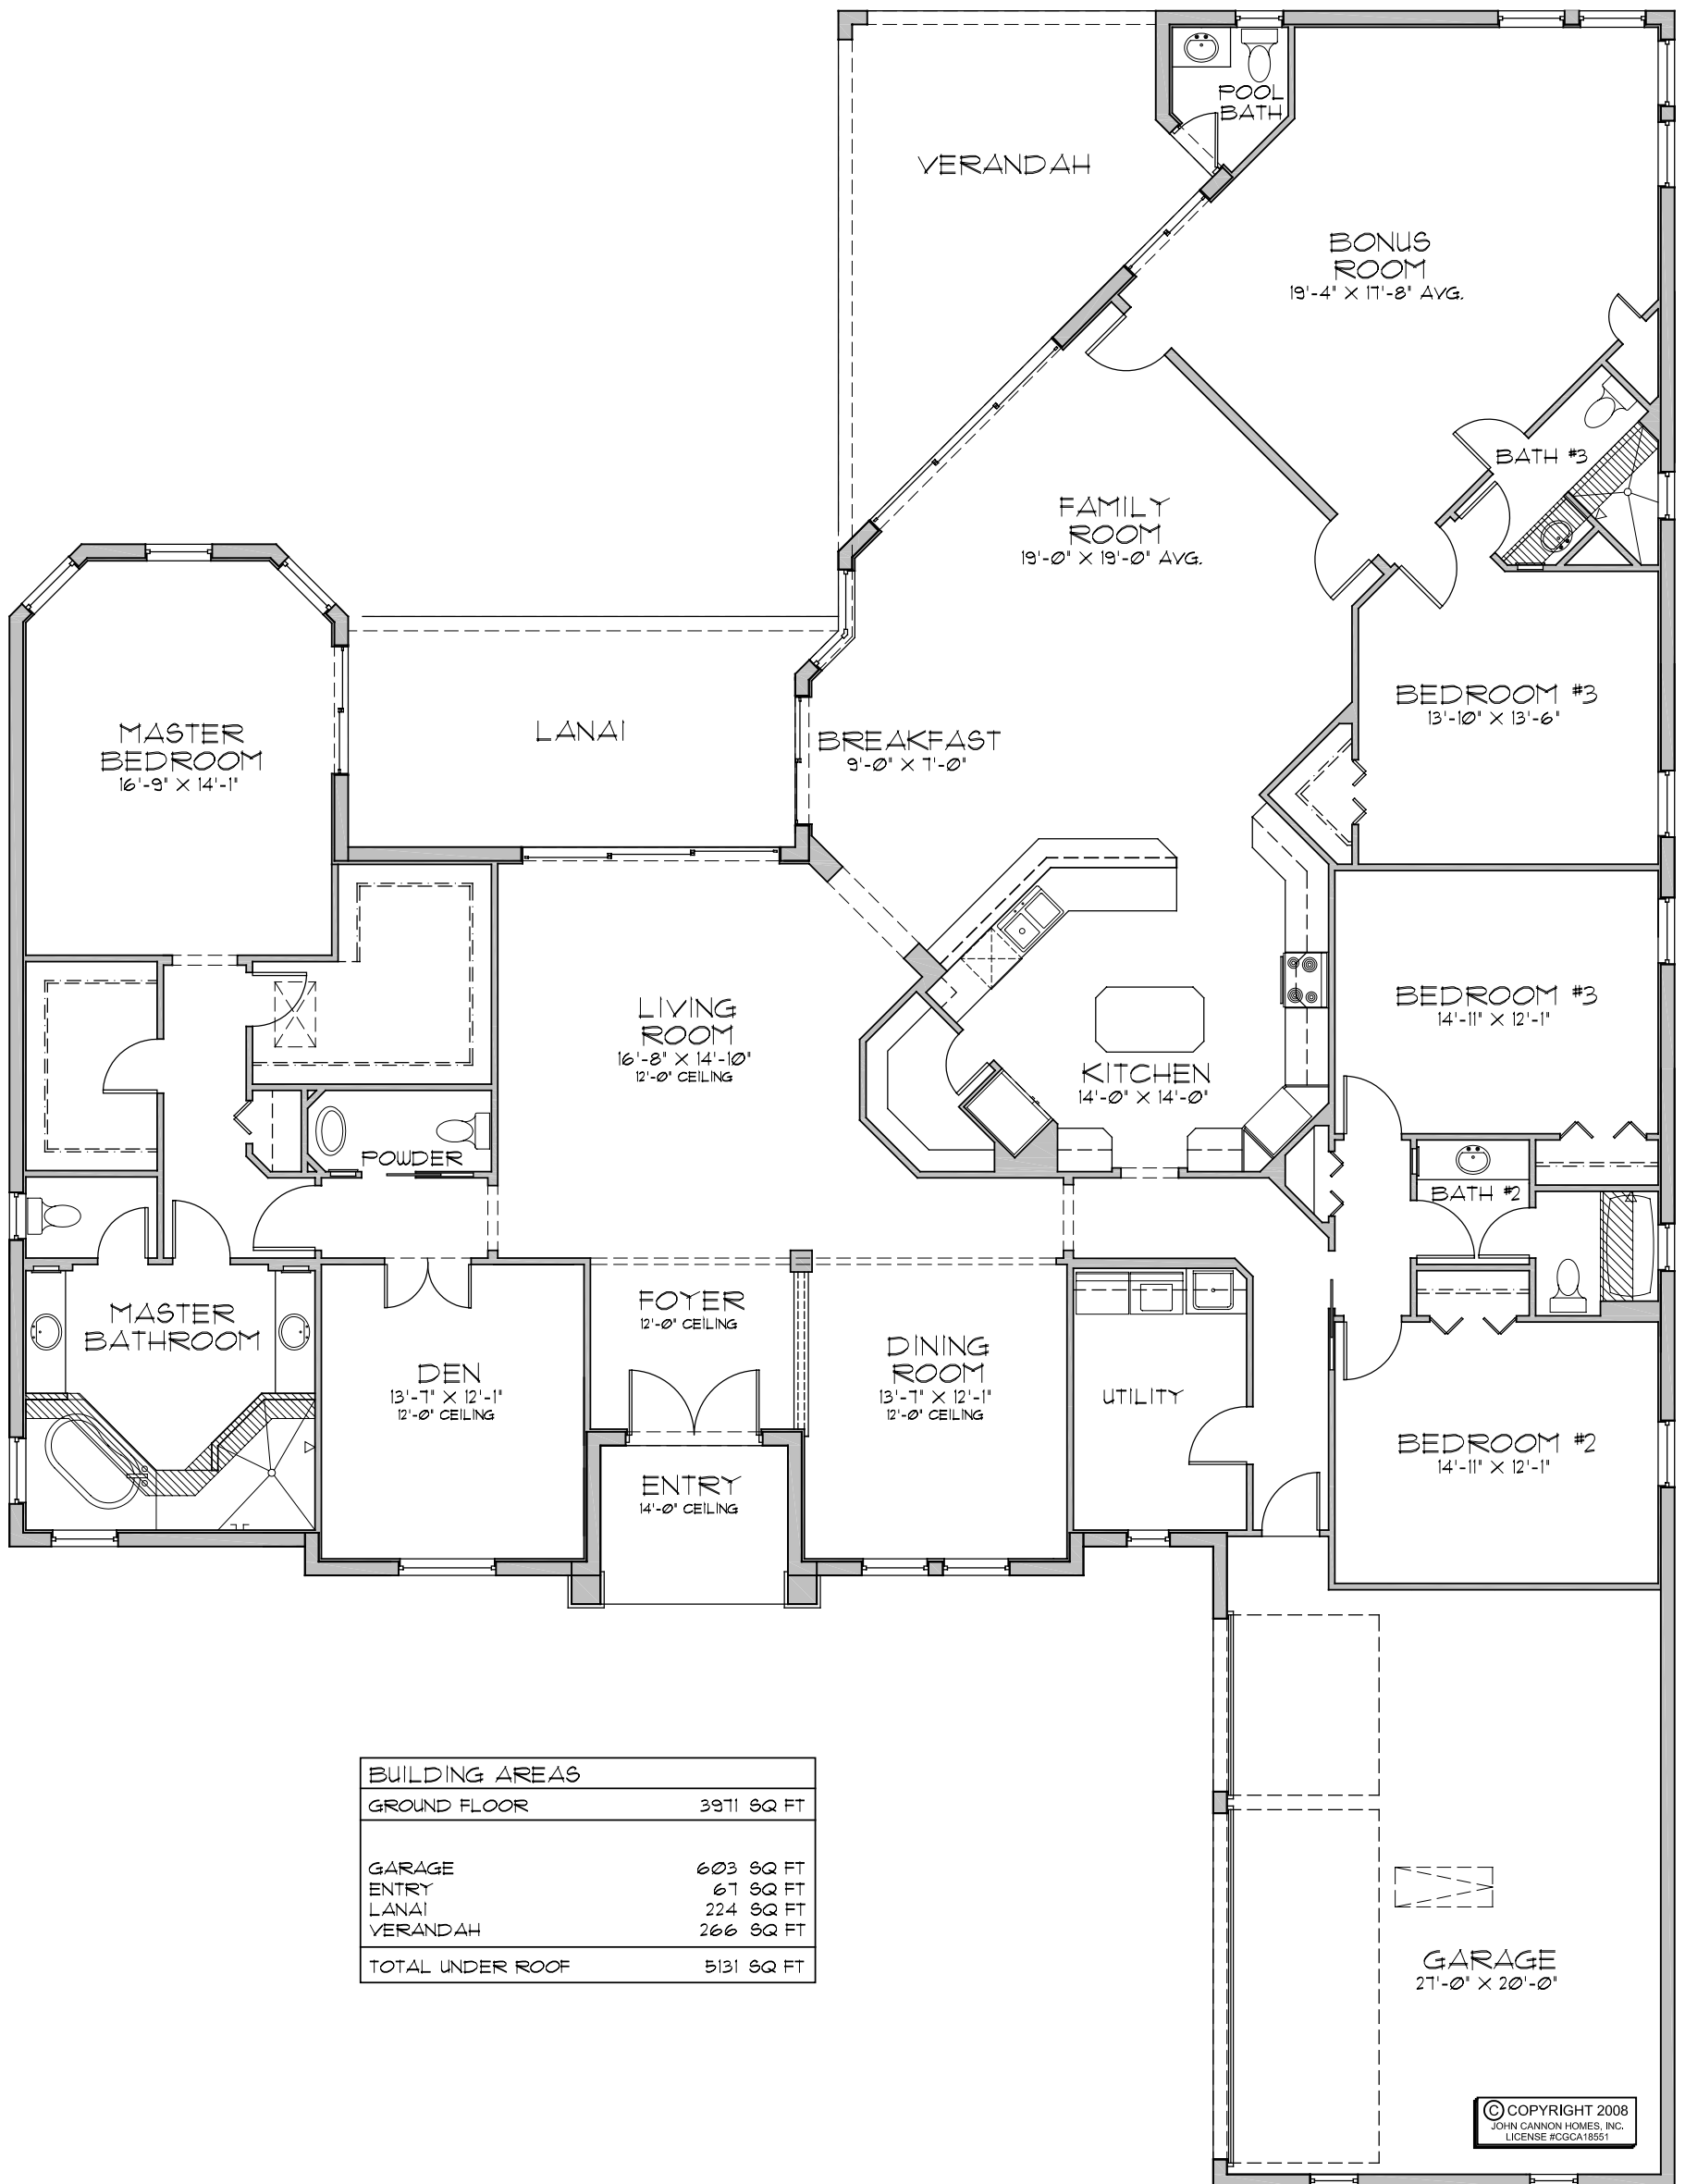 POOL
BATH
VERANDAH
BONUS
ROOM
19'-4" X 17'-8" AVG.
BATH #3
FAMILY
ROOM
19'-0" X 19'-0" AVG.
BEDROOM #3
13'-10" X 13'-6"
MASTER
BEDROOM
16'-9" X 14'-1"
LANAI
BREAKFAST
9'-0" X 7'-0"
LIVING
ROOM
16'-8" X 14'-10"
12'-0" CEILING
BEDROOM #3
14'-11" X 12'-1"
KITCHEN
14'-0" X 14'-0"
POWDER
BATH #2
MASTER
BATHROOM
FOYER
12'-0" CEILING
DEN
13'-7" X 12'-1"
12'-0" CEILING
DINING
ROOM
13'-7" X 12'-1"
12'-0" CEILING
UTILITY
BEDROOM #2
14'-11" X 12'-1"
ENTRY
14'-0" CEILING
BUILDING AREAS
GROUND FLOOR 3971 SQ FT
GARAGE 603 SQ FT
ENTRY 67 SQ FT
LANAI 224 SQ FT
VERANDAH 266 SQ FT
TOTAL UNDER ROOF 5131 SQ FT
GARAGE
27'-0" X 20'-0"
© COPYRIGHT 2008
JOHN CANNON HOMES, INC.
LICENSE #CGCA18551